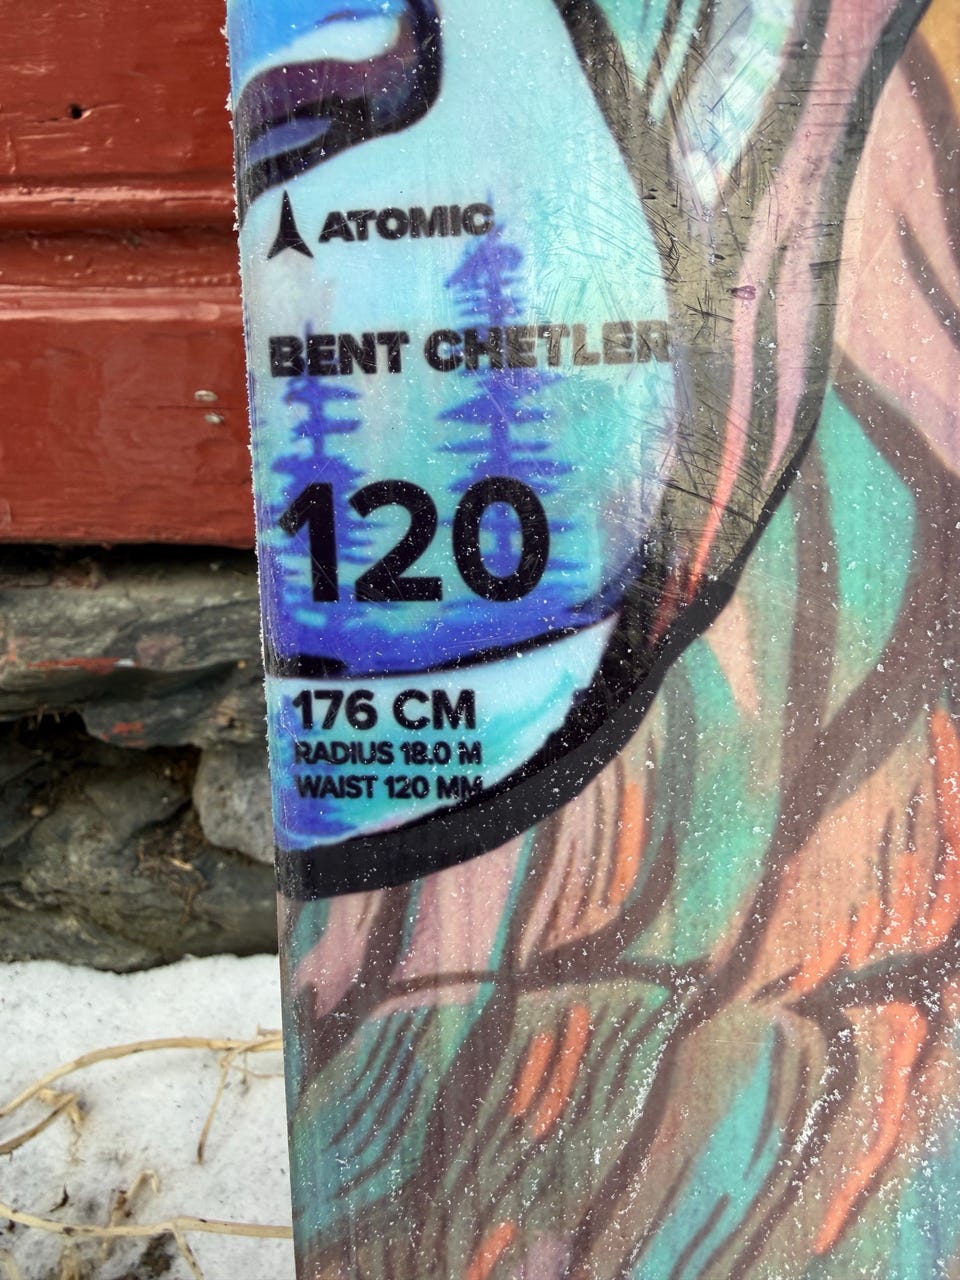 ATOMIC
BENT CHETLER
120
176 CM
RADIUS 18.0 M
WAIST 120 MM